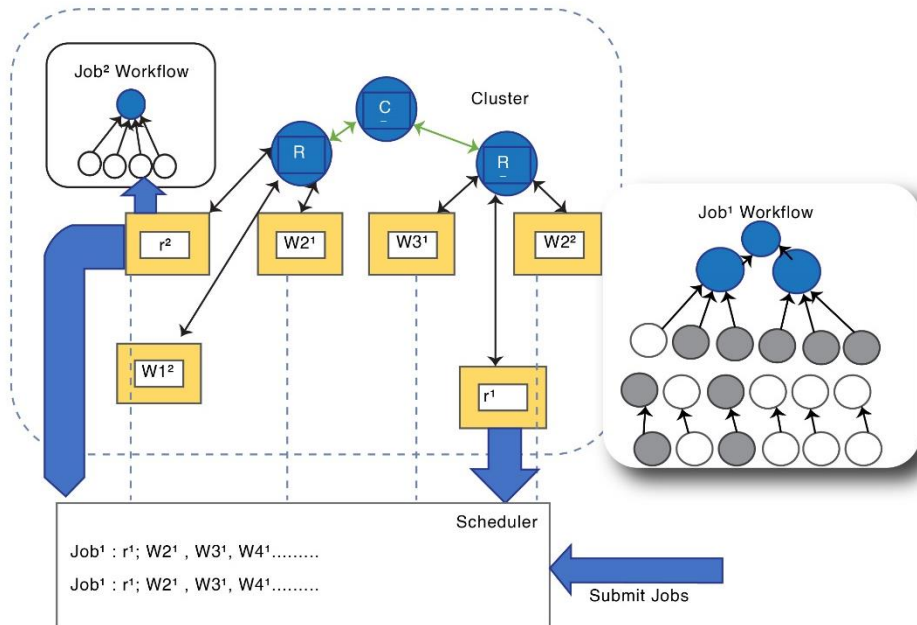 Job² Workflow
C
Cluster
R
R
Job¹ Workflow
r²
W2¹
W3¹
W2²
W1²
r¹
Scheduler
Job¹ : r¹; W2¹ , W3¹, W4¹.........
Job¹ : r¹; W2¹ , W3¹, W4¹.........
Submit Jobs